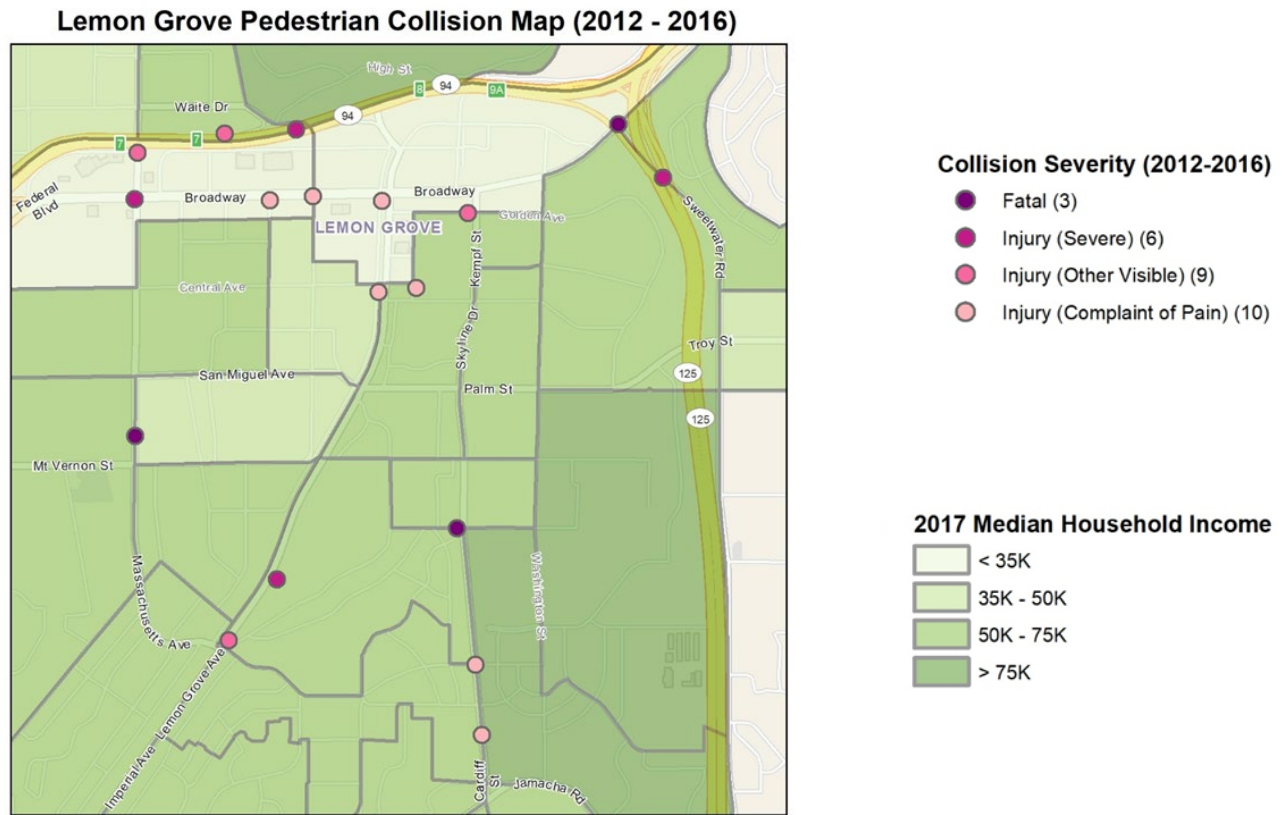 Lemon Grove Pedestrian Collision Map (2012 - 2016)
High St
94
8
9A
Waite Dr
94
7
7
Federal
Blvd
Broadway
Broadway
Golden Ave
LEMON GROVE
Sweetwater Rd
Kempf St
Central Ave
Skyline Dr
Troy St
San Miguel Ave
125
Palm St
125
Mt Vernon St
Massachusetts Ave
Washington St
Lemon Grove Ave
Imperial Ave
Cardiff
St
Jamacha Rd
Collision Severity (2012-2016)
Fatal (3)
Injury (Severe) (6)
Injury (Other Visible) (9)
Injury (Complaint of Pain) (10)
2017 Median Household Income
< 35K
35K - 50K
50K - 75K
> 75K